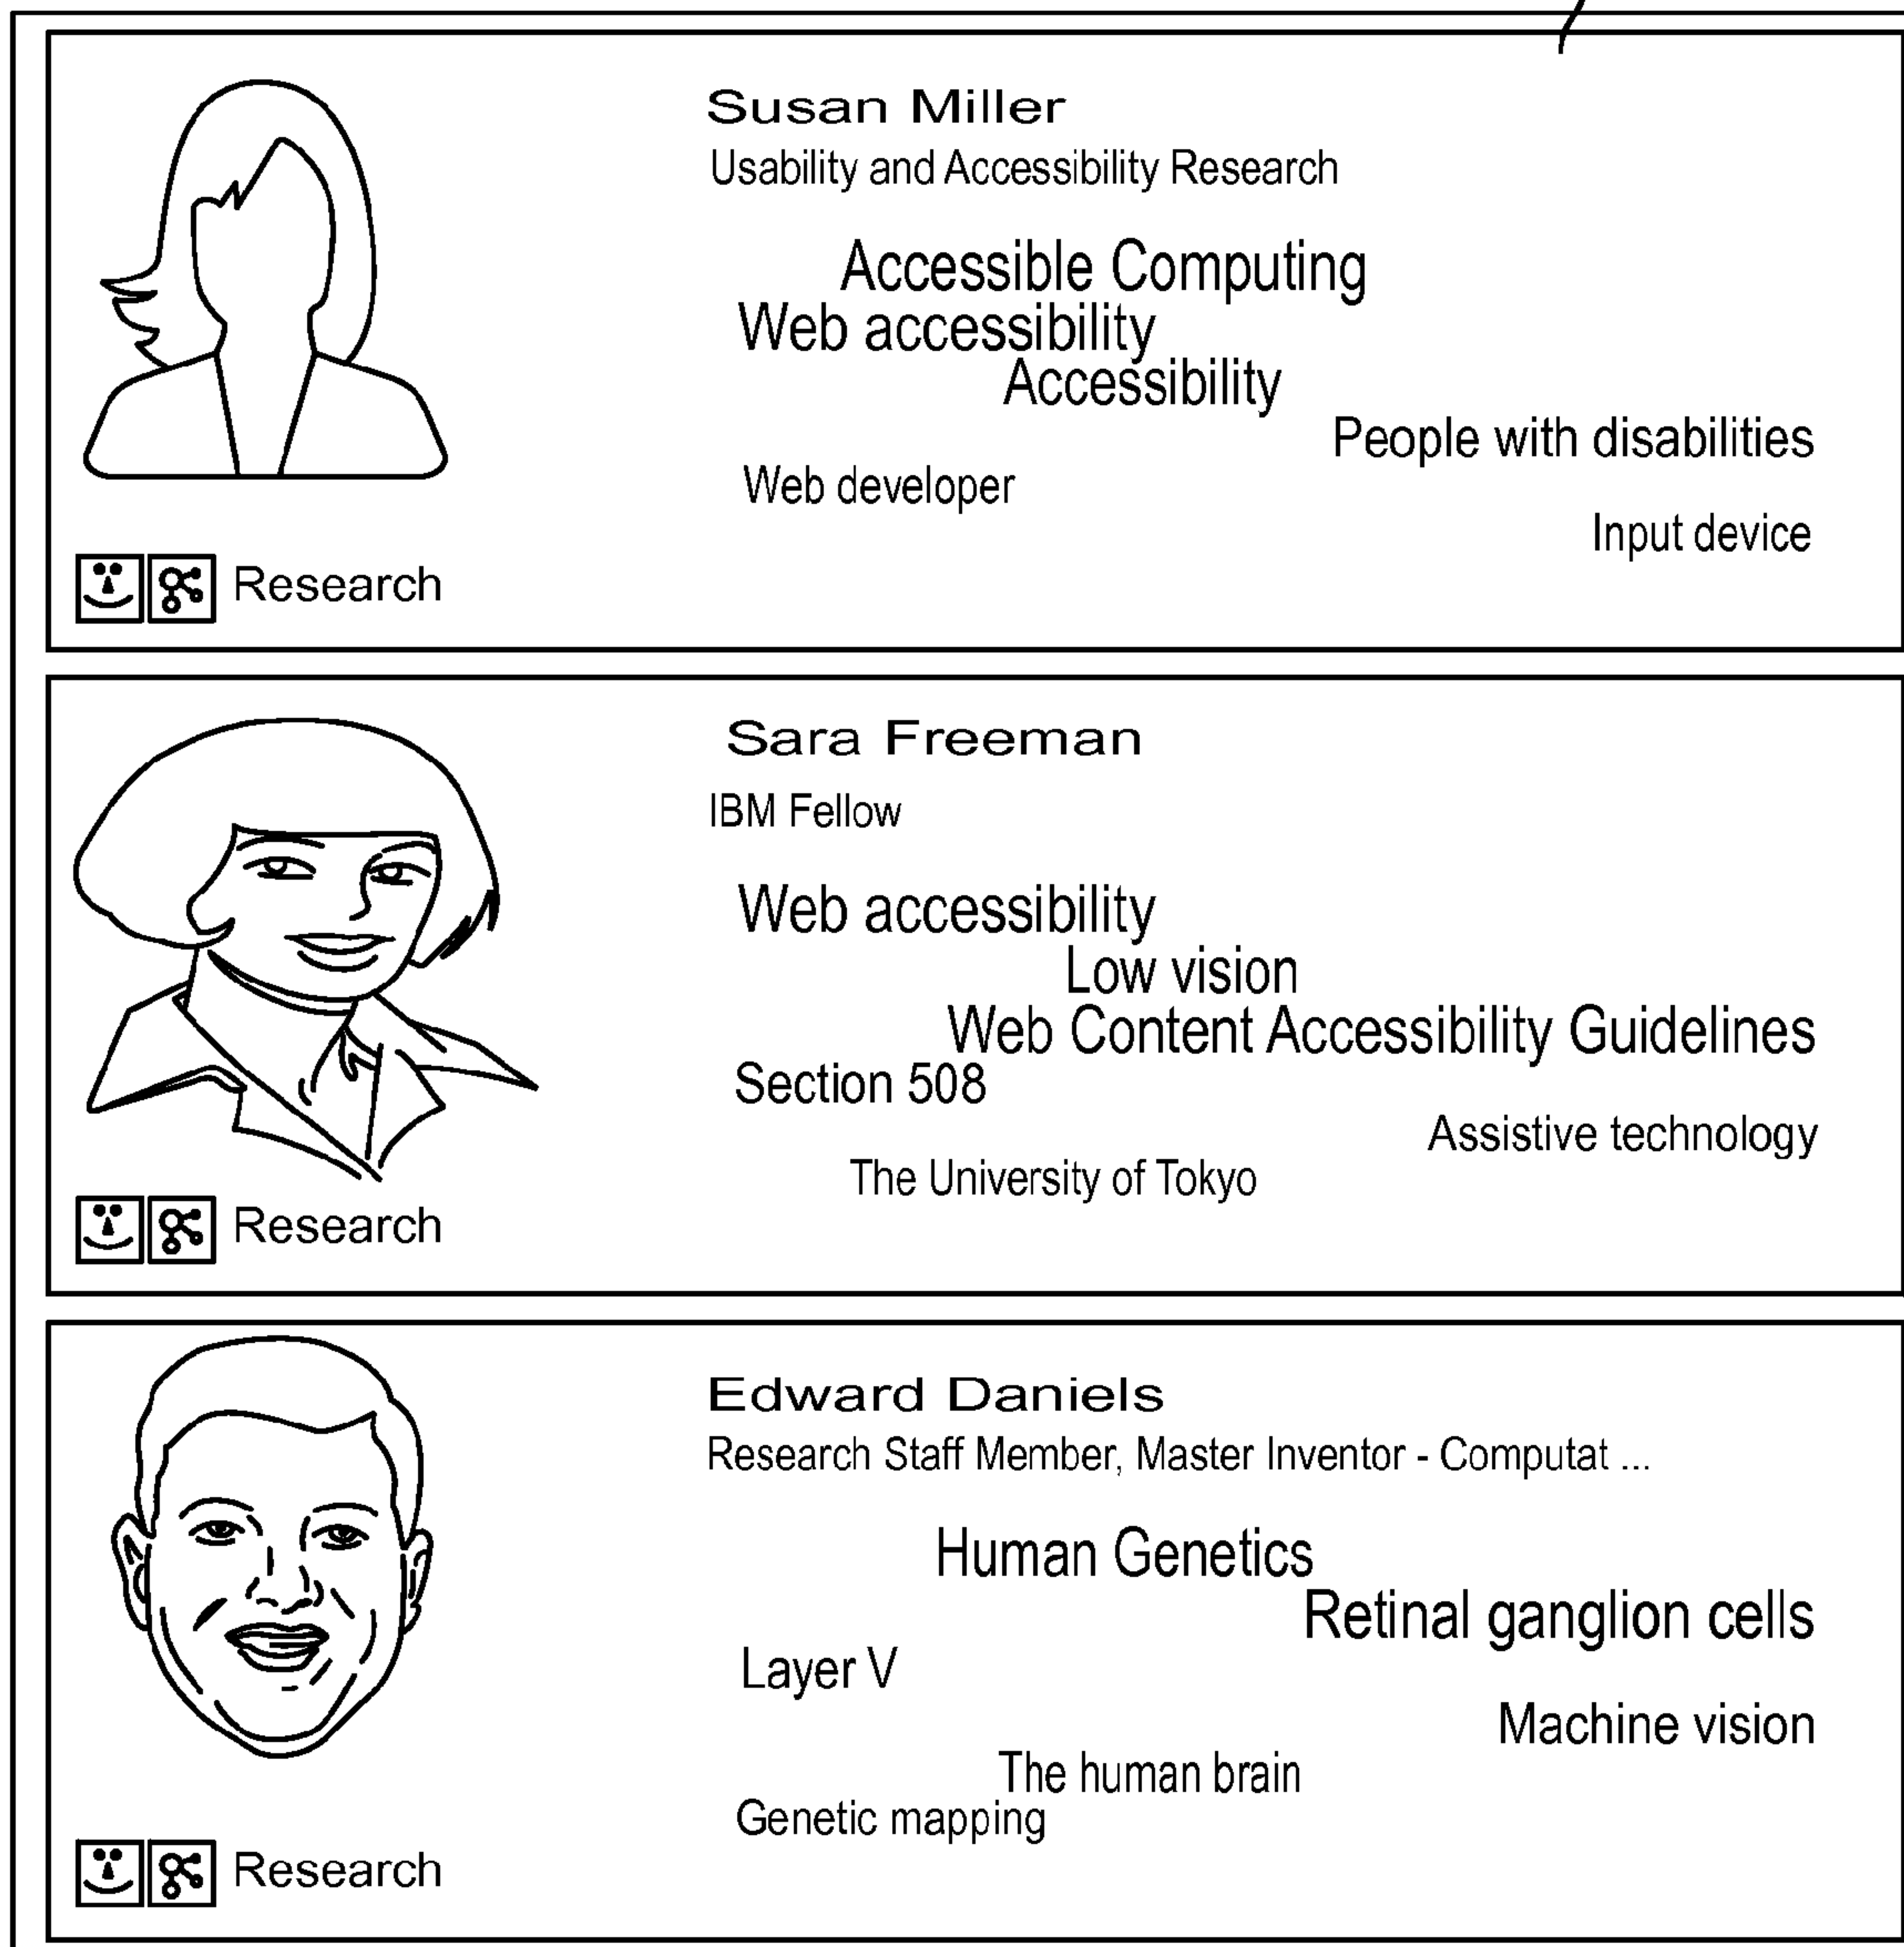 Susan Miller
Usability and Accessibility Research
Accessible Computing
Web accessibility
Accessibility
People with disabilities
Web developer
Input device
Research
Sara Freeman
IBM Fellow
Web accessibility
Low vision
Web Content Accessibility Guidelines
Section 508
Assistive technology
The University of Tokyo
Research
Edward Daniels
Research Staff Member, Master Inventor - Computat ...
Human Genetics
Retinal ganglion cells
Layer V
Machine vision
The human brain
Genetic mapping
Research